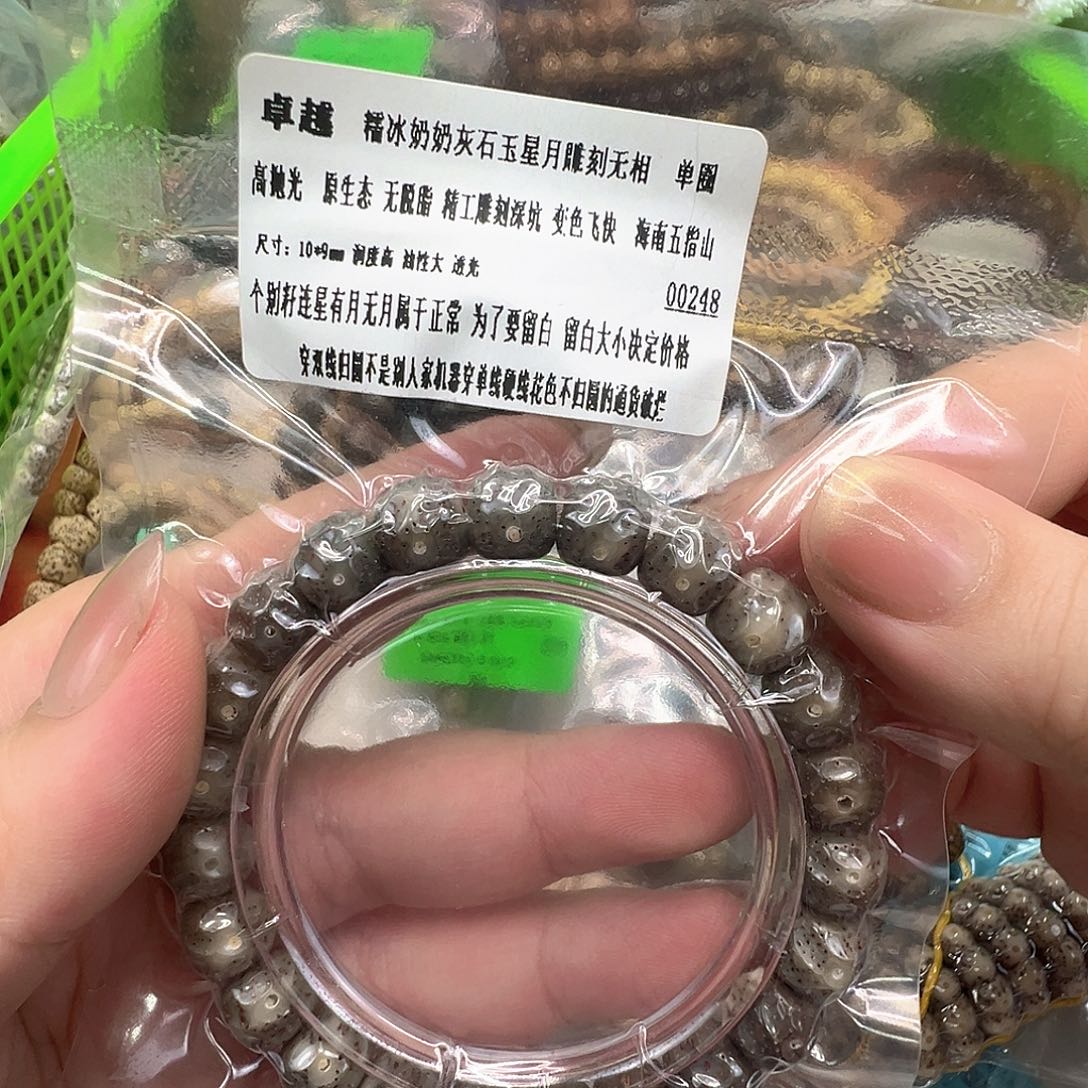 卓越 糯冰奶奶灰石玉星月雕刻无相 单圈
高抛光 原生态 无脱脂 精工雕刻深坑 变色飞快 海南五指山
尺寸：10*9mm 润度高 油性大 透光
00248
个别籽连星有月无月属于正常 为了要留白 留白大小决定价格
穿双线归圆不是别人家机器穿单线硬线花色不归圆的通货破烂